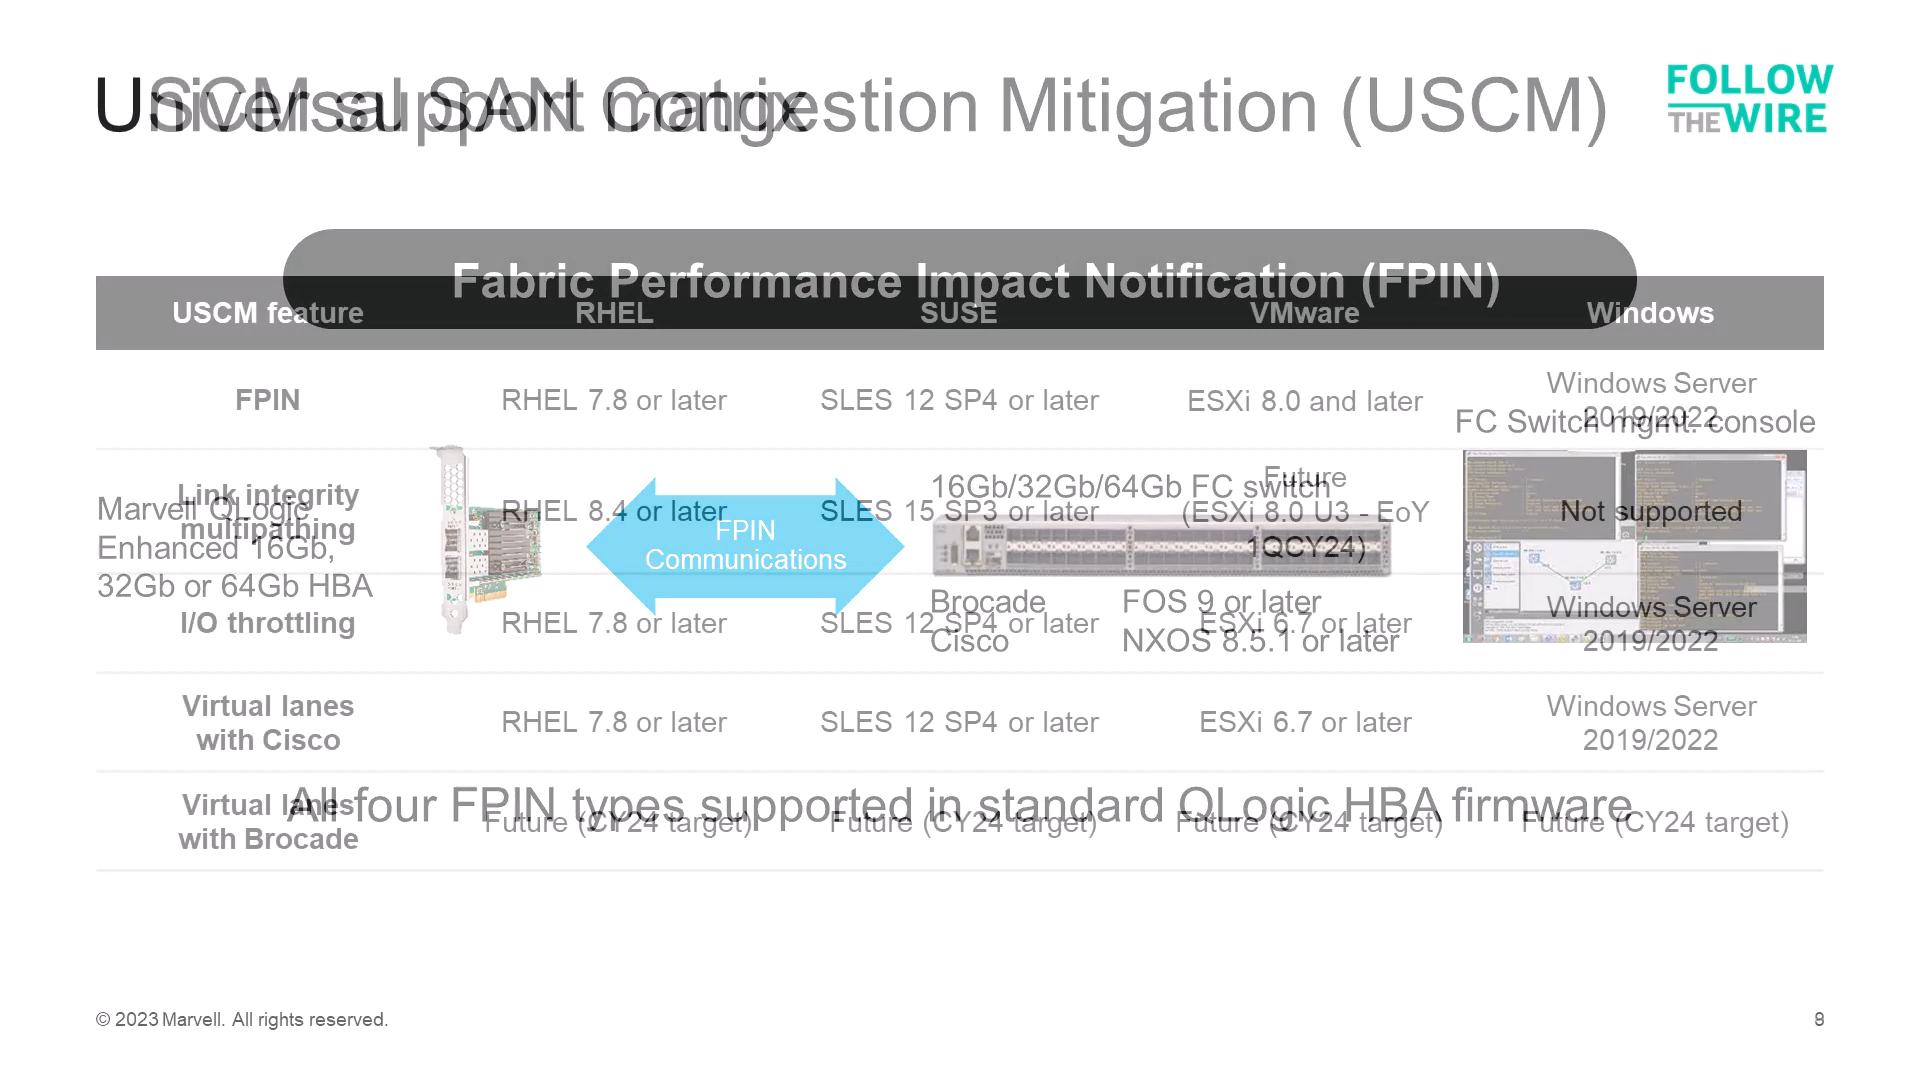 Universal SAN Congestion Mitigation (USCM)
USCM support matrix
FOLLOW
THE WIRE
Fabric Performance Impact Notification (FPIN)
USCM feature RHEL SUSE VMware Windows
FPIN RHEL 7.8 or later SLES 12 SP4 or later ESXi 8.0 and later Windows Server
2019/2022
Link integrity
multipathing RHEL 8.4 or later SLES 15 SP3 or later Future
(ESXi 8.0 U3 - EoY
1QCY24) Not supported
I/O throttling RHEL 7.8 or later SLES 12 SP4 or later ESXi 6.7 or later Windows Server
2019/2022
Virtual lanes
with Cisco RHEL 7.8 or later SLES 12 SP4 or later ESXi 6.7 or later Windows Server
2019/2022
Virtual lanes
with Brocade Future (CY24 target) Future (CY24 target) Future (CY24 target) Future (CY24 target)
Marvell QLogic
Enhanced 16Gb,
32Gb or 64Gb HBA
FPIN
Communications
16Gb/32Gb/64Gb FC switch
Brocade FOS 9 or later
Cisco NXOS 8.5.1 or later
FC Switch mgmt. console
All four FPIN types supported in standard QLogic HBA firmware
© 2023 Marvell. All rights reserved.